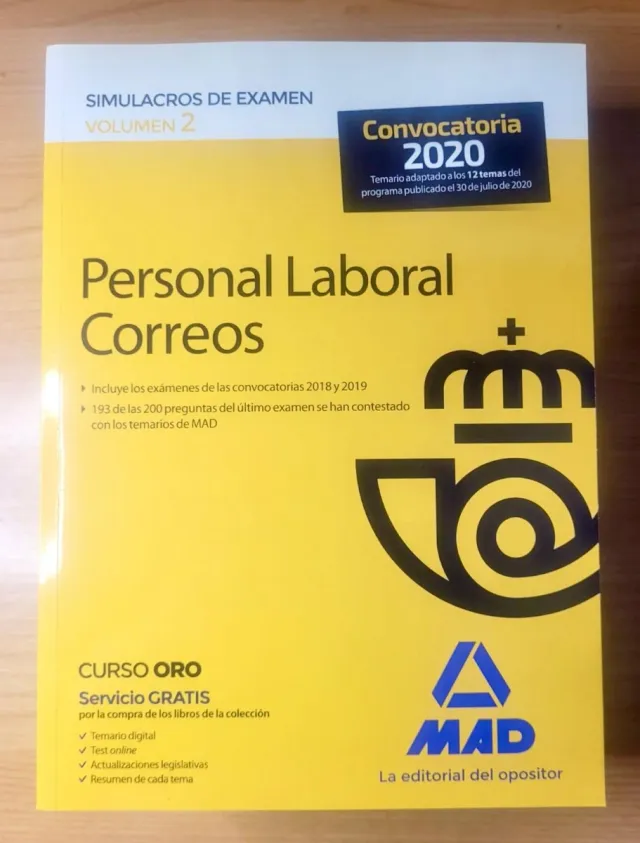 SIMULACROS DE EXAMEN
VOLUMEN 2
Convocatoria
2020
Temario adaptado a los 12 temas del
programa publicado el 30 de julio de 2020
Personal Laboral
Correos
Incluye los exámenes de las convocatorias 2018 y 2019
193 de las 200 preguntas del último examen se han contestado
con los temarios de MAD
CURSO ORO
Servicio GRATIS
por la compra de los libros de la colección
✓ Temario digital
✓ Test online
✓ Actualizaciones legislativas
✓ Resumen de cada tema
MAD
La editorial del opositor